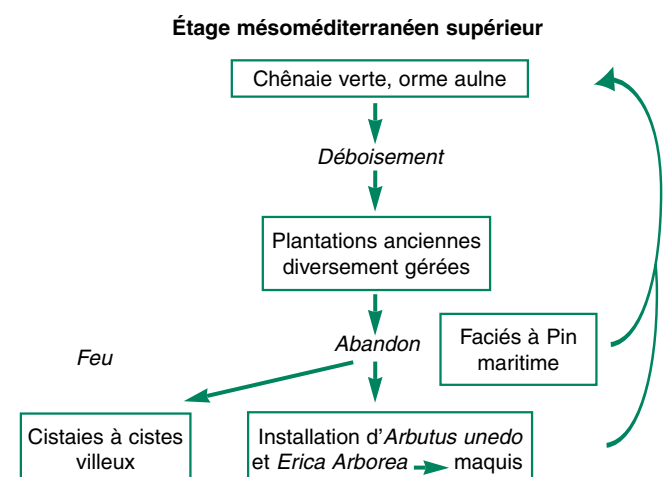 Étage mésoméditerranéen supérieur
Chênaie verte, orme aulne
Déboisement
Plantations anciennes
diversement gérées
Abandon
Faciés à Pin
maritime
Feu
Cistaies à cistes
villeux
Installation d'Arbutus unedo
et Erica Arborea maquis